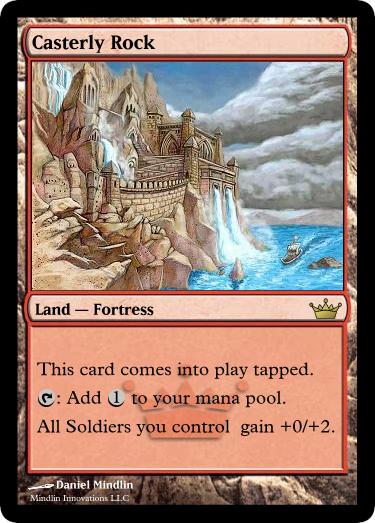 Casterly Rock
Land — Fortress
This card comes into play tapped.
: Add 1 to your mana pool.
All Soldiers you control gain +0/+2.
Daniel Mindlin
Mindlin Innovations LLC